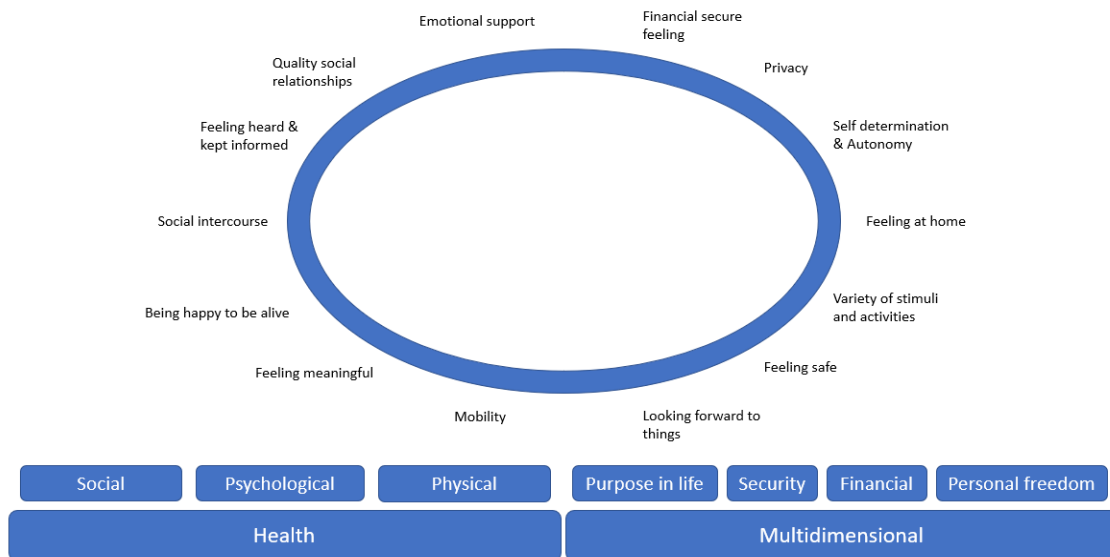 Emotional support
Financial secure
feeling
Quality social
relationships
Privacy
Feeling heard &
kept informed
Self determination
& Autonomy
Social intercourse
Feeling at home
Being happy to be alive
Variety of stimuli
and activities
Feeling meaningful
Feeling safe
Mobility
Looking forward to
things
Social
Psychological
Physical
Purpose in life
Security
Financial
Personal freedom
Health
Multidimensional